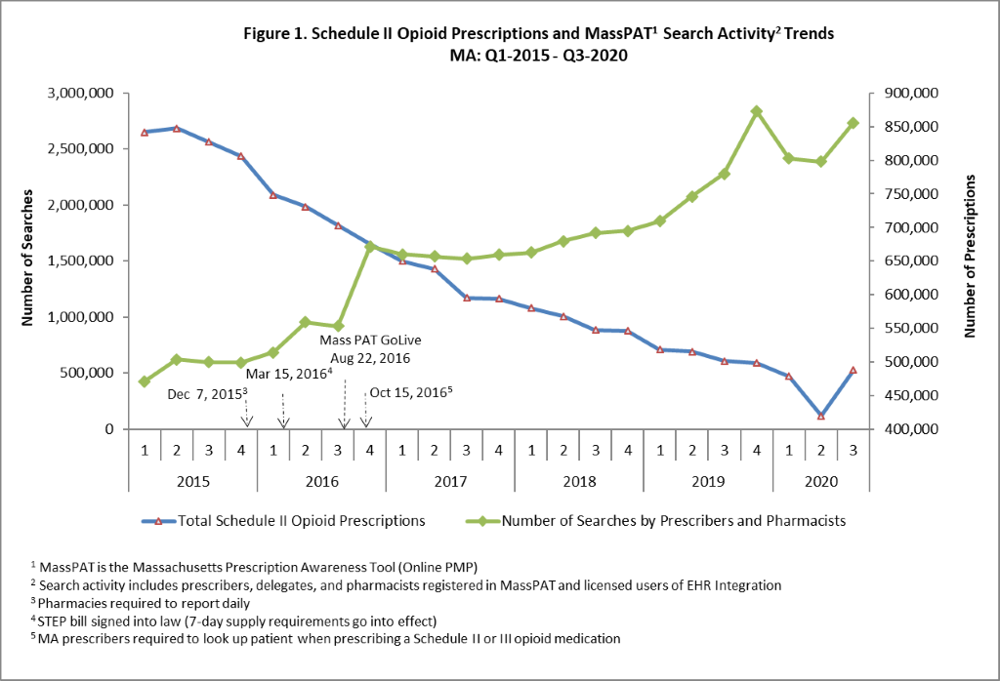 Figure 1. Schedule II Opioid Prescriptions and MassPAT¹ Search Activity² Trends
MA: Q1-2015 - Q3-2020
3,000,000
2,500,000
2,000,000
1,500,000
1,000,000
500,000
0
Number of Searches
900,000
850,000
800,000
750,000
700,000
650,000
600,000
550,000
500,000
450,000
400,000
Number of Prescriptions
Mass PAT GoLive
Aug 22, 2016
Mar 15, 2016⁴
Dec 7, 2015³
Oct 15, 2016⁵
1 2 3 4 1 2 3 4 1 2 3 4 1 2 3 4 1 2 3 4 1 2 3
2015 2016 2017 2018 2019 2020
Total Schedule II Opioid Prescriptions
Number of Searches by Prescribers and Pharmacists
¹ MassPAT is the Massachusetts Prescription Awareness Tool (Online PMP)
² Search activity includes prescribers, delegates, and pharmacists registered in MassPAT and licensed users of EHR Integration
³ Pharmacies required to report daily
⁴ STEP bill signed into law (7-day supply requirements go into effect)
⁵ MA prescribers required to look up patient when prescribing a Schedule II or III opioid medication